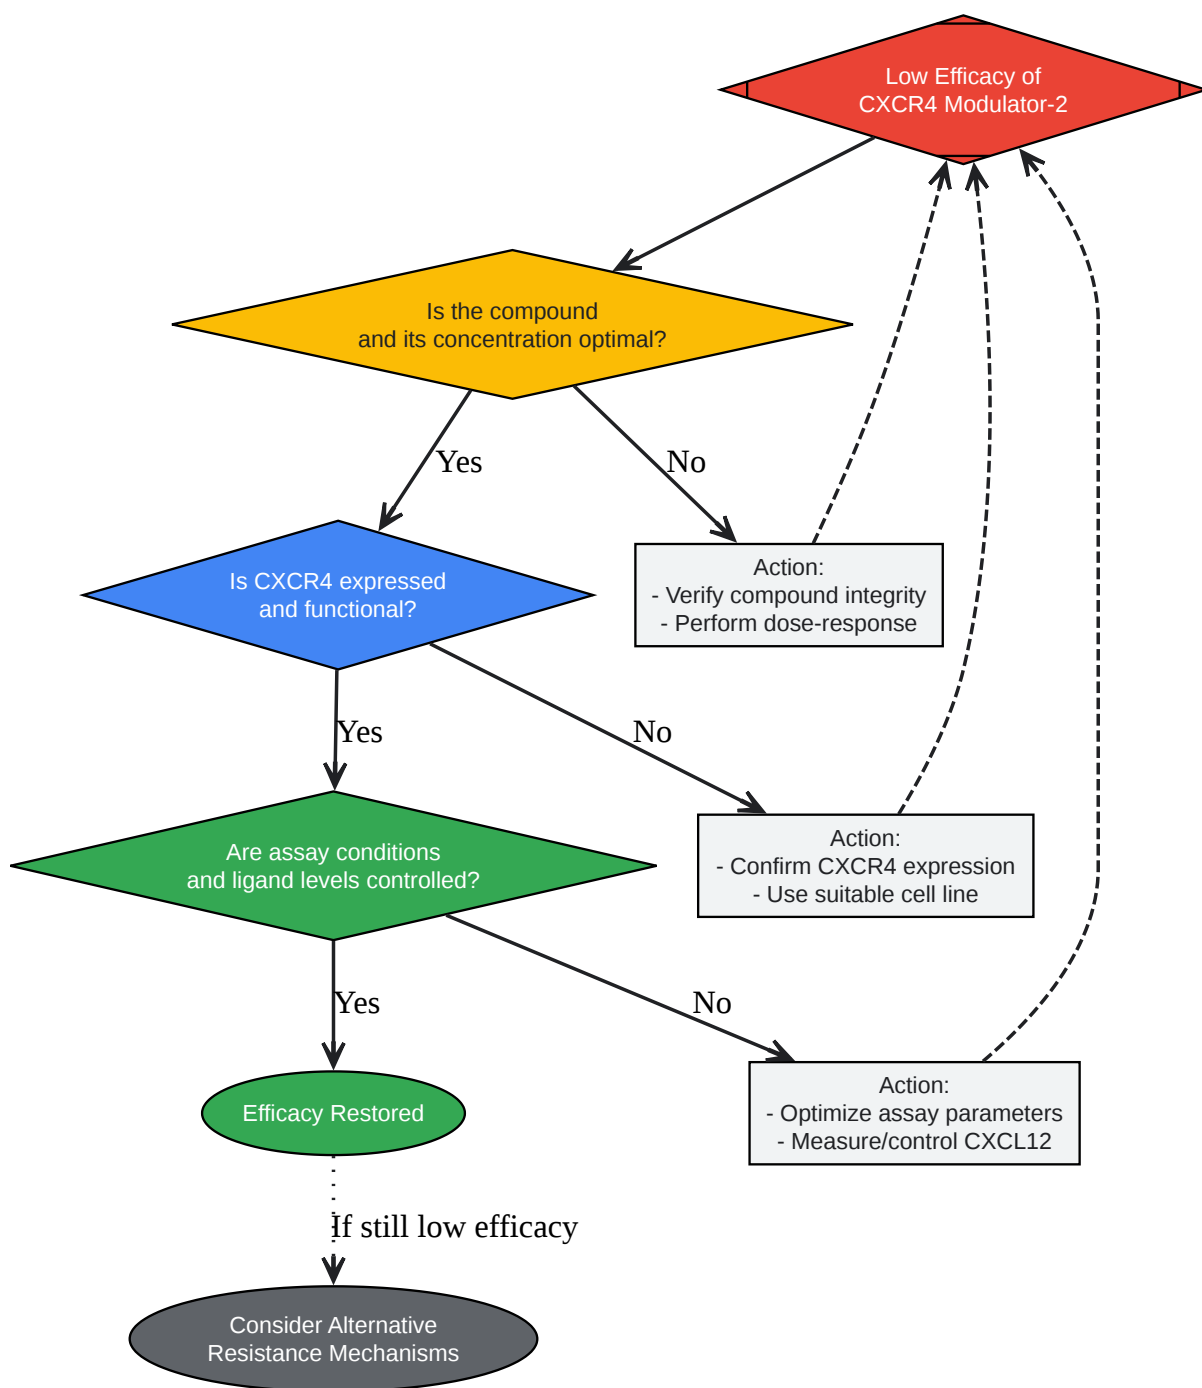 Low Efficacy of
CXCR4 Modulator-2
Is the compound
and its concentration optimal?
Yes
No
Is CXCR4 expressed
and functional?
Action:
- Verify compound integrity
- Perform dose-response
Yes
No
Are assay conditions
and ligand levels controlled?
Action:
- Confirm CXCR4 expression
- Use suitable cell line
Yes
No
Efficacy Restored
Action:
- Optimize assay parameters
- Measure/control CXCL12
If still low efficacy
Consider Alternative
Resistance Mechanisms